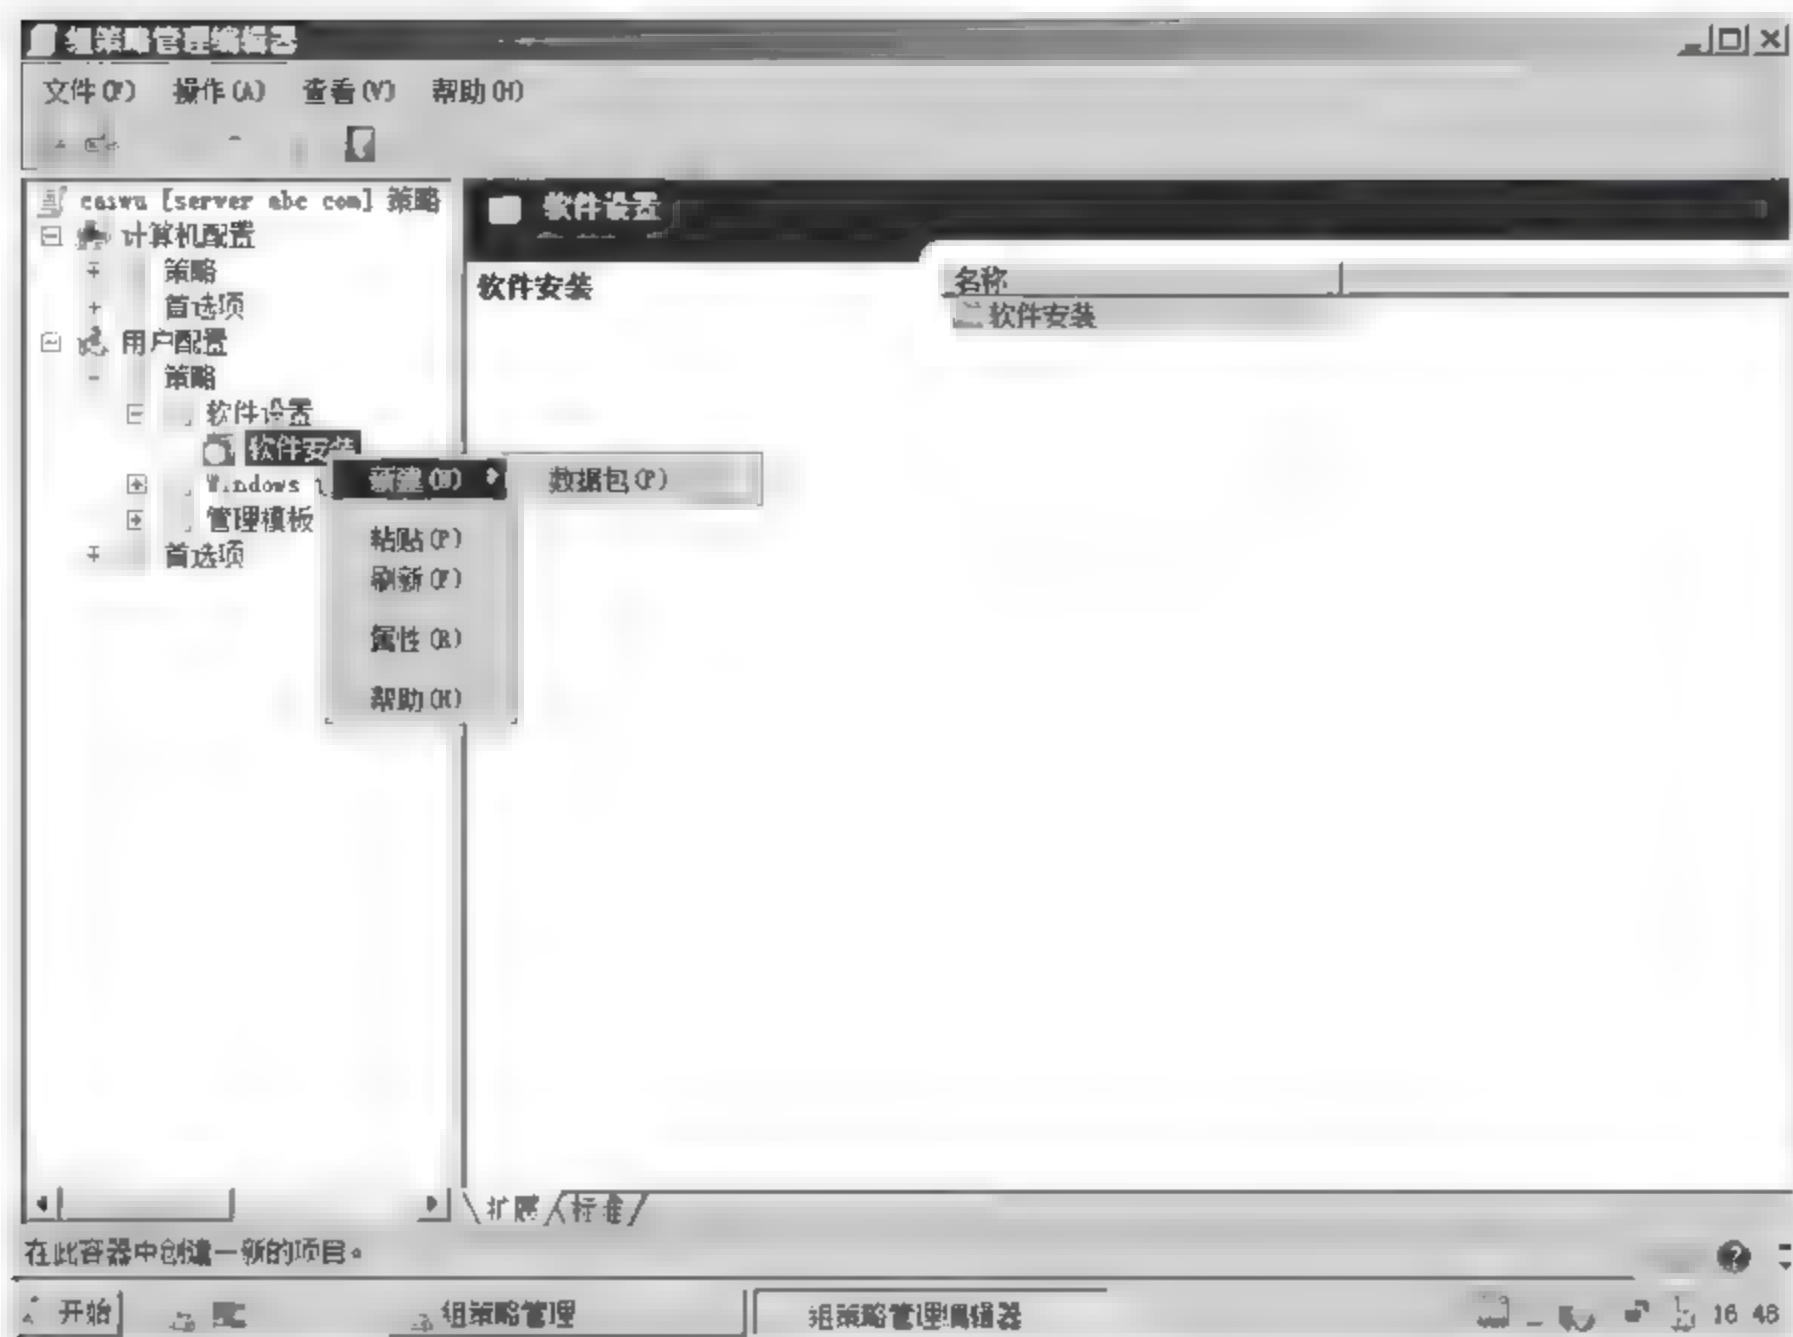 组策略管理编辑器
文件(F) 操作(A) 查看(V) 帮助(H)
caiwu [server abc com] 策略
计算机配置
策略
首选项
用户配置
策略
软件设置
软件安装
Windows
管理模板
首选项
新建(N)
数据包(P)
粘贴(P)
刷新(F)
属性(R)
帮助(H)
软件设置
软件安装
名称
软件安装
扩展 标准
在此容器中创建一新的项目。
开始 组策略管理 组策略管理编辑器 16 48